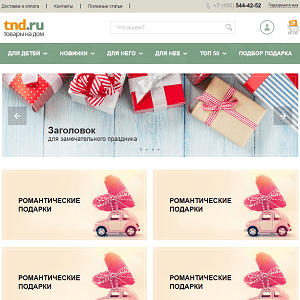 Доставка и оплата Контакты Полезные статьи +7 (495) 544-42-52 Перезвоните мне
tnd.ru
товары на дом
Что ищем?
ДЛЯ ДЕТЕЙ НОВИНКИ ДЛЯ НЕГО ДЛЯ НЕЕ ТОП 50 ПОДБОР ПОДАРКА
Заголовок
для замечательного праздника
РОМАНТИЧЕСКИЕ
ПОДАРКИ
РОМАНТИЧЕСКИЕ
ПОДАРКИ
РОМАНТИЧЕСКИЕ
ПОДАРКИ
РОМАНТИЧЕСКИЕ
ПОДАРКИ